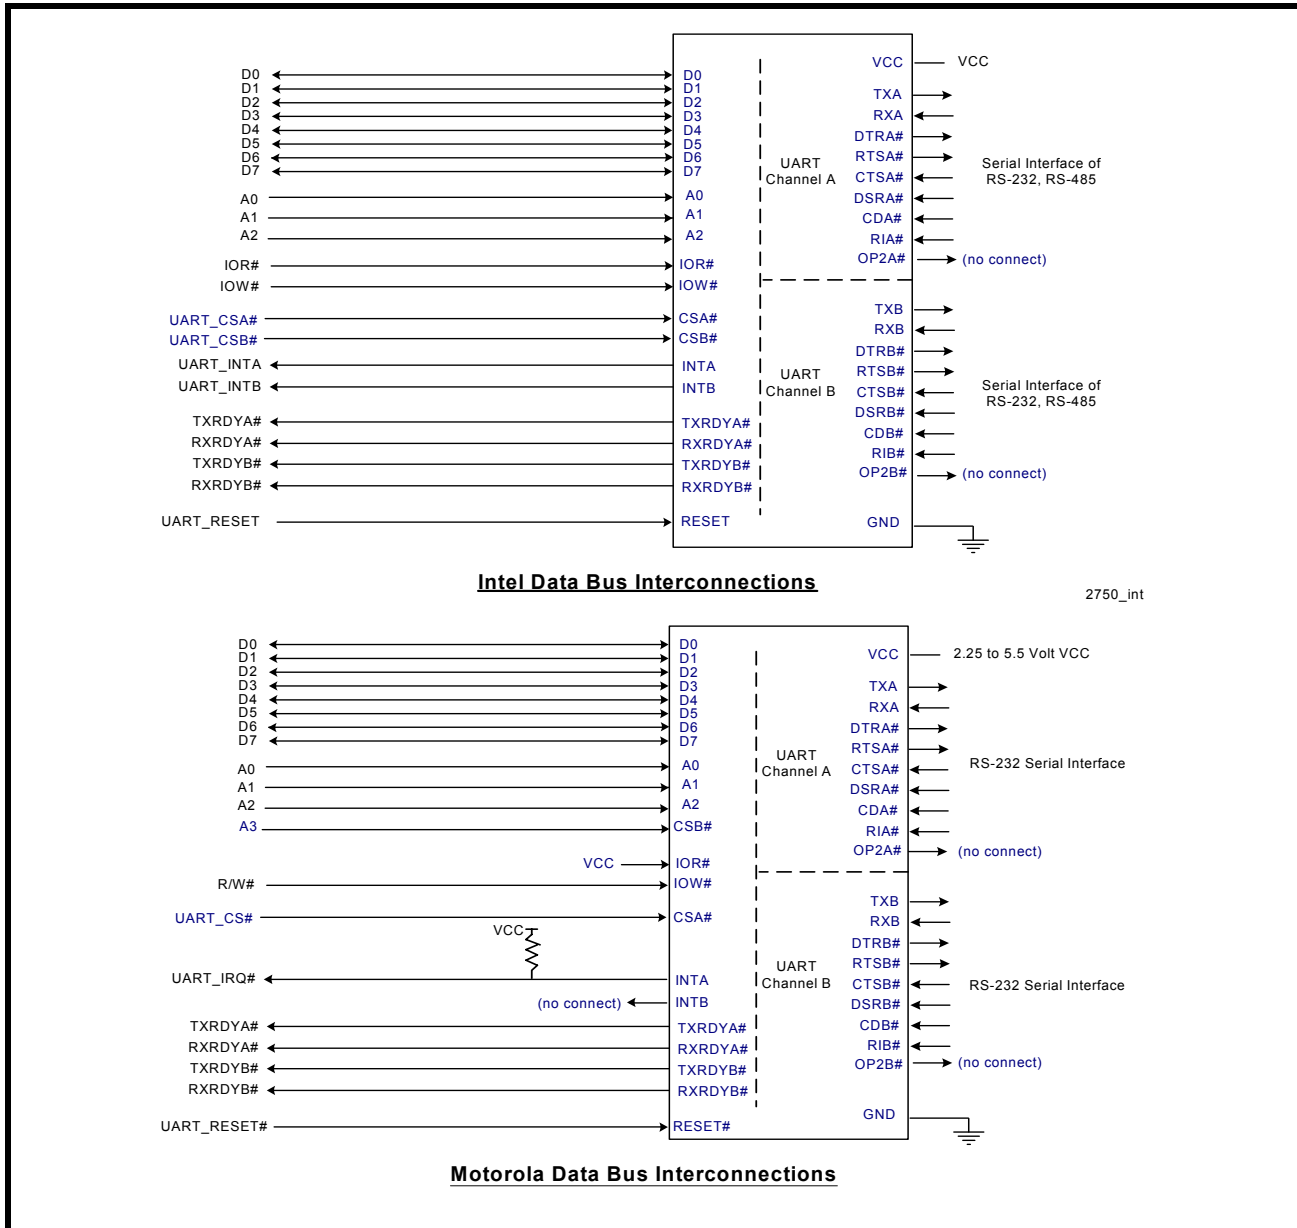 VCC VCC
D0 D0
D1 D1
D2 D2
D3 D3
D4 D4
D5 D5
D6 D6
D7 D7
A0 A0
A1 A1
A2 A2
IOR# IOR#
IOW# IOW#
UART_CSA# CSA#
UART_CSB# CSB#
UART_INTA INTA
UART_INTB INTB
TXRDYA# TXRDYA#
RXRDYA# RXRDYA#
TXRDYB# TXRDYB#
RXRDYB# RXRDYB#
UART_RESET RESET
UART
Channel A
UART
Channel B
TXA
RXA
DTRA#
RTSA#
CTSA#
DSRA#
CDA#
RIA#
OP2A# (no connect)
Serial Interface of
RS-232, RS-485
TXB
RXB
DTRB#
RTSB#
CTSB#
DSRB#
CDB#
RIB#
OP2B# (no connect)
Serial Interface of
RS-232, RS-485
GND
Intel Data Bus Interconnections
2750_int
VCC 2.25 to 5.5 Volt VCC
D0 D0
D1 D1
D2 D2
D3 D3
D4 D4
D5 D5
D6 D6
D7 D7
A0 A0
A1 A1
A2 A2
A3 CSB#
VCC IOR#
R/W# IOW#
UART_CS# CSA#
VCC
UART_IRQ# INTA
(no connect) INTB
TXRDYA# TXRDYA#
RXRDYA# RXRDYA#
TXRDYB# TXRDYB#
RXRDYB# RXRDYB#
UART_RESET# RESET#
UART
Channel A
UART
Channel B
TXA
RXA
DTRA#
RTSA#
CTSA#
DSRA#
CDA#
RIA#
OP2A# (no connect)
RS-232 Serial Interface
TXB
RXB
DTRB#
RTSB#
CTSB#
DSRB#
CDB#
RIB#
OP2B# (no connect)
RS-232 Serial Interface
GND
Motorola Data Bus Interconnections